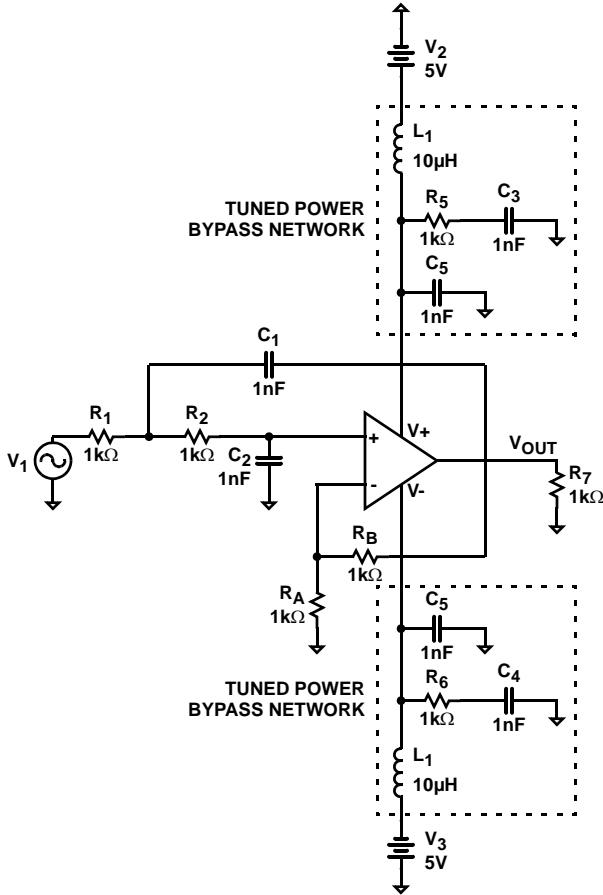 V2
5V
L1
10µH
TUNED POWER
BYPASS NETWORK
R5
1kΩ
C3
1nF
C5
1nF
C1
1nF
R1
1kΩ
R2
1kΩ
C2
1nF
V1
+
-
V+
V-
VOUT
R7
1kΩ
RB
1kΩ
RA
1kΩ
C5
1nF
TUNED POWER
BYPASS NETWORK
R6
1kΩ
C4
1nF
L1
10µH
V3
5V